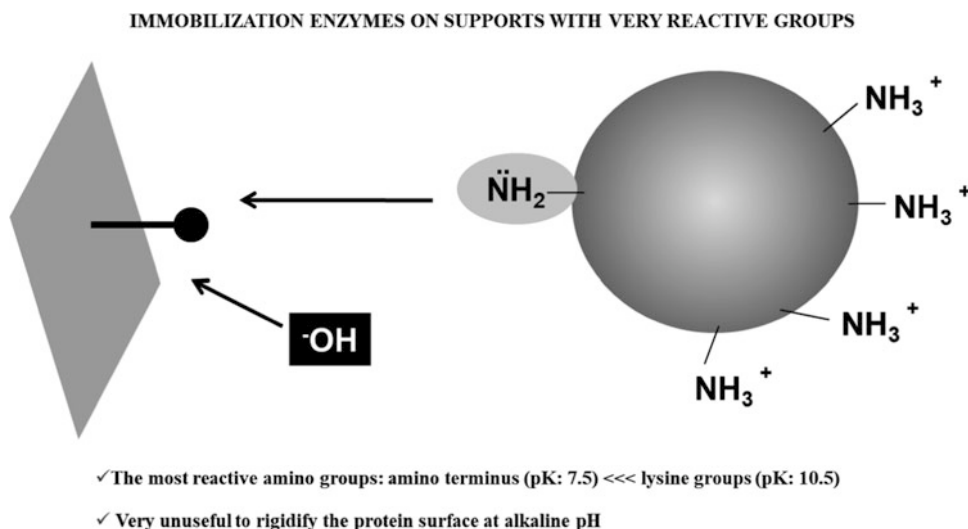 IMMOBILIZATION ENZYMES ON SUPPORTS WITH VERY REACTIVE GROUPS
NH₃⁺
N̈H₂
NH₃⁺
⁻OH
NH₃⁺
NH₃⁺
✓The most reactive amino groups: amino terminus (pK: 7.5) <<< lysine groups (pK: 10.5)
✓ Very unuseful to rigidify the protein surface at alkaline pH